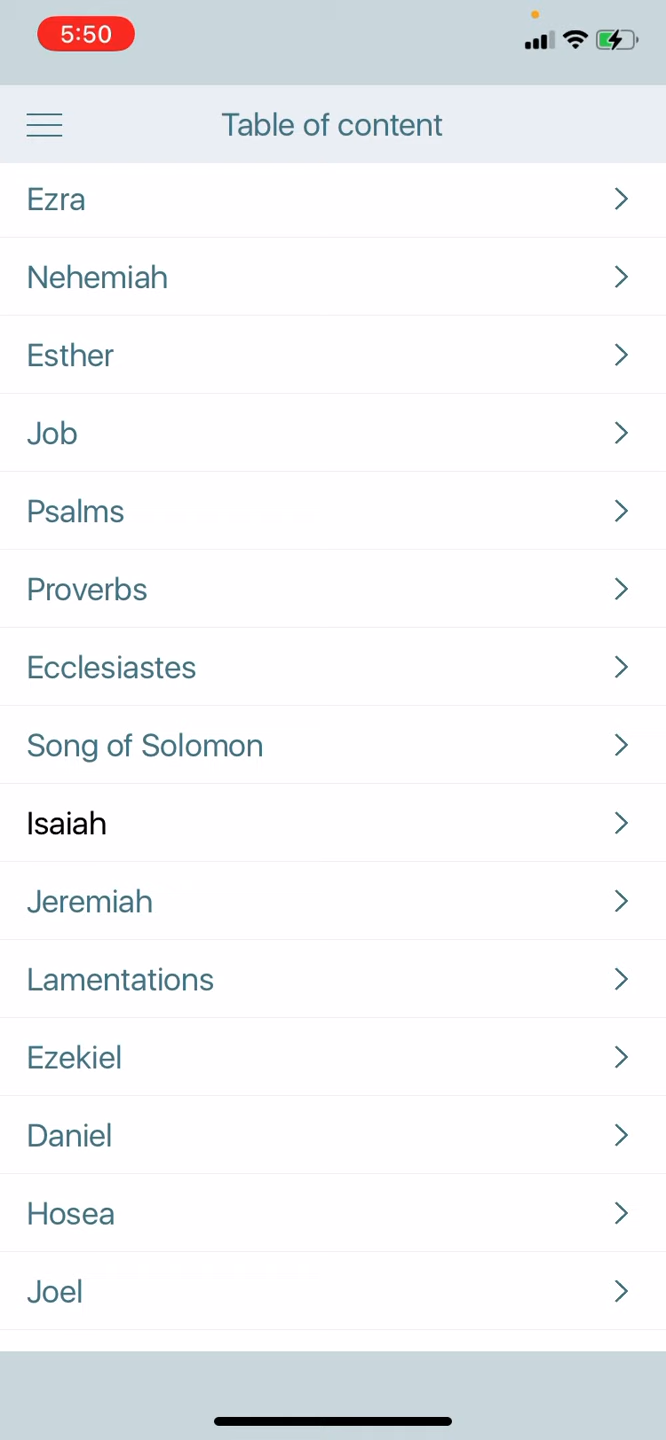 5:50
Table of content
Ezra
Nehemiah
Esther
Job
Psalms
Proverbs
Ecclesiastes
Song of Solomon
Isaiah
Jeremiah
Lamentations
Ezekiel
Daniel
Hosea
Joel